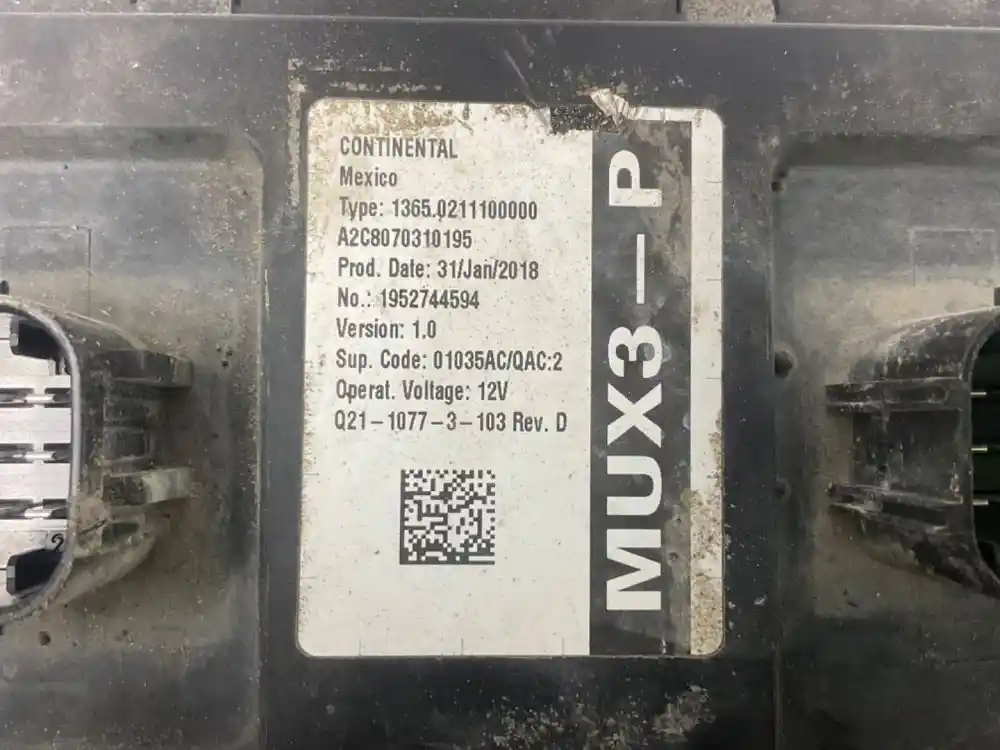 CONTINENTAL
Mexico
Type: 1365.0211100000
A2C8070310195
Prod. Date: 31/Jan/2018
No.: 1952744594
Version: 1.0
Sup. Code: 01035AC/QAC:2
Operat. Voltage: 12V
Q21-1077-3-103 Rev. D
MUX3-P